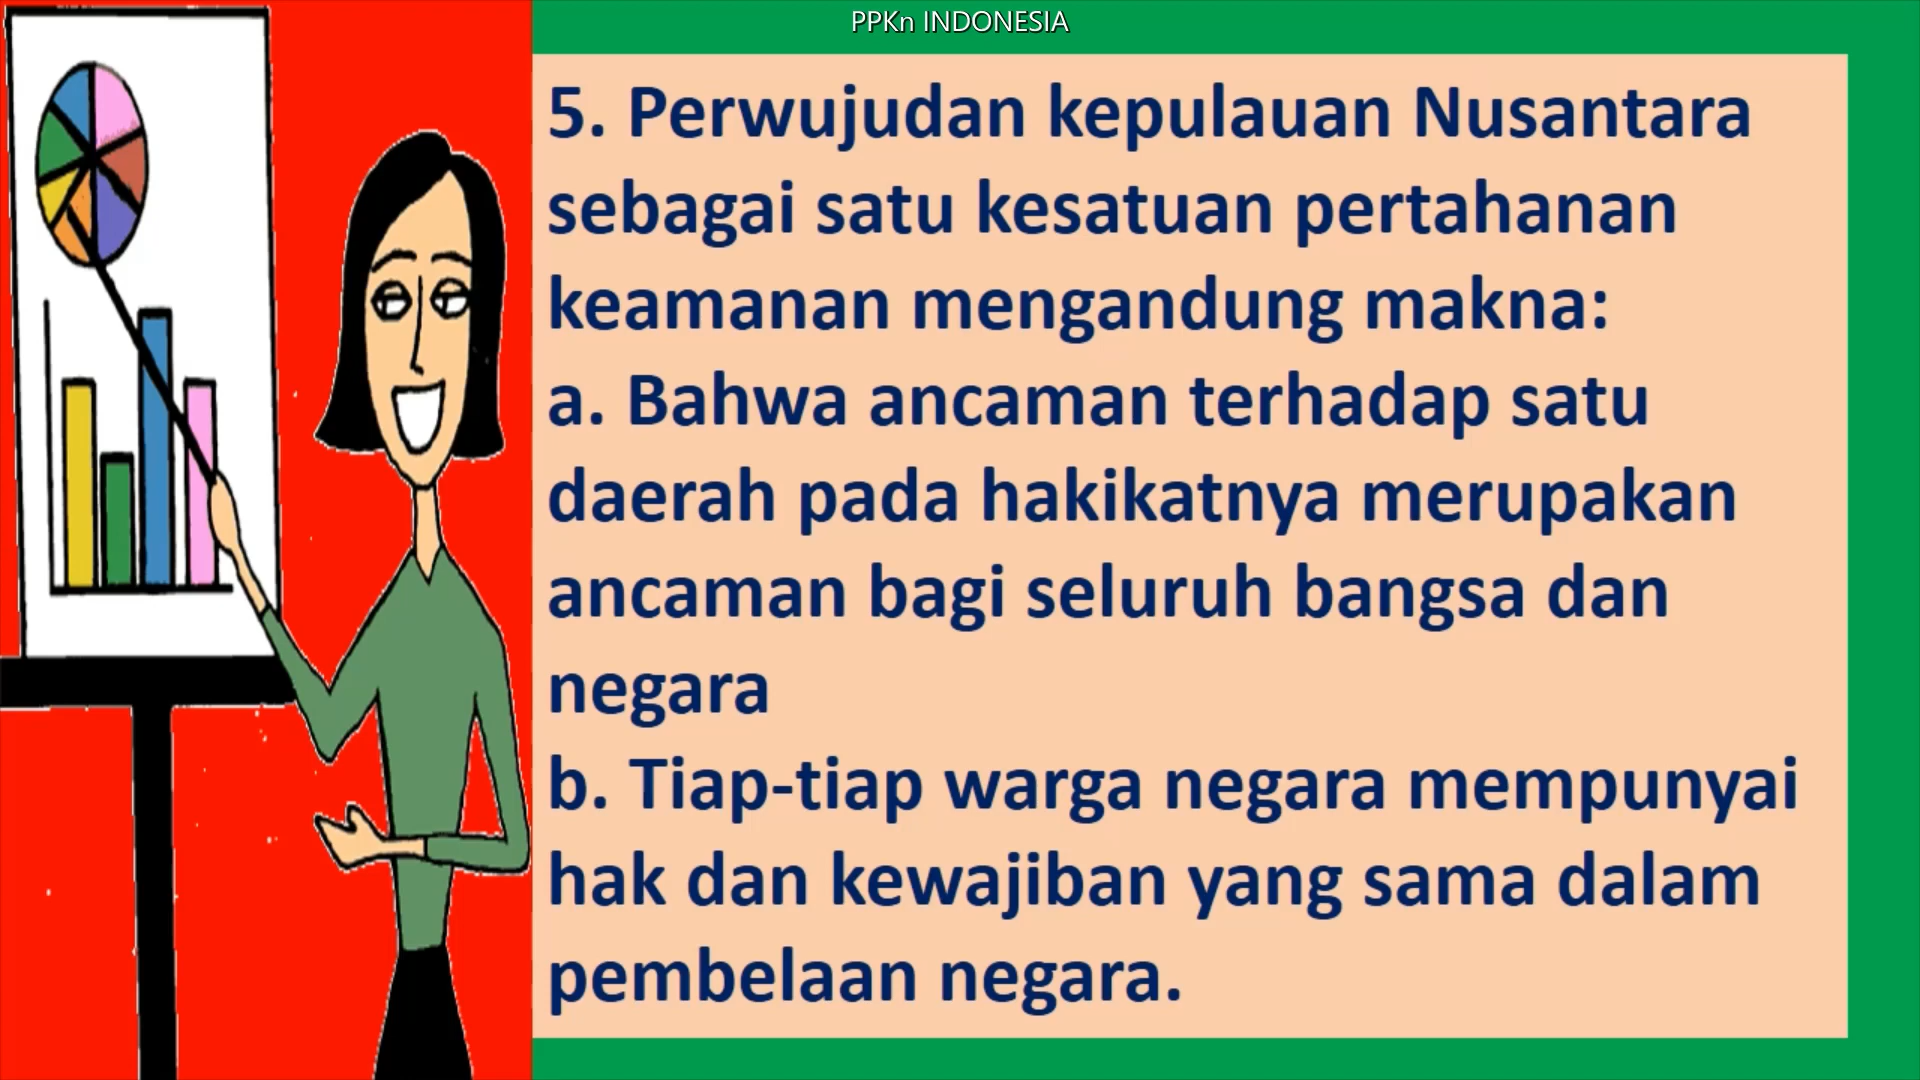 PPKn INDONESIA
5. Perwujudan kepulauan Nusantara
sebagai satu kesatuan pertahanan
keamanan mengandung makna:
a. Bahwa ancaman terhadap satu
daerah pada hakikatnya merupakan
ancaman bagi seluruh bangsa dan
negara
b. Tiap-tiap warga negara mempunyai
hak dan kewajiban yang sama dalam
pembelaan negara.